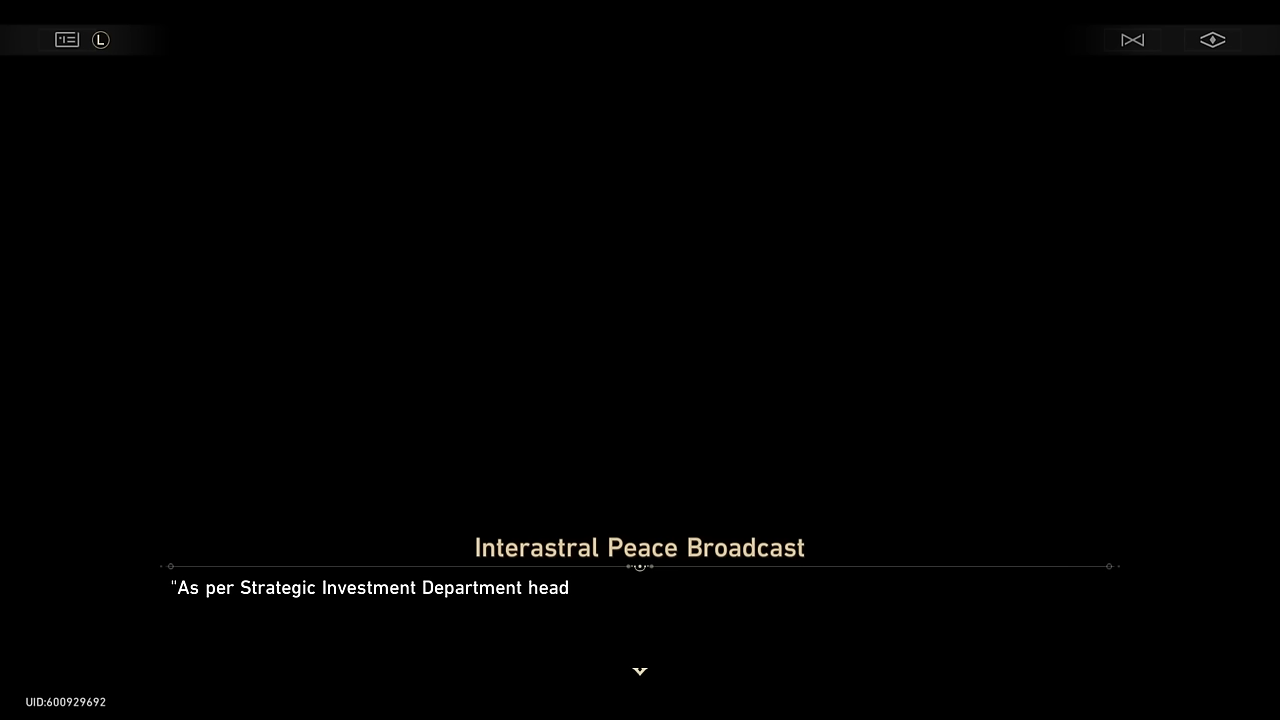 L
Interastral Peace Broadcast
"As per Strategic Investment Department head
UID:600929692